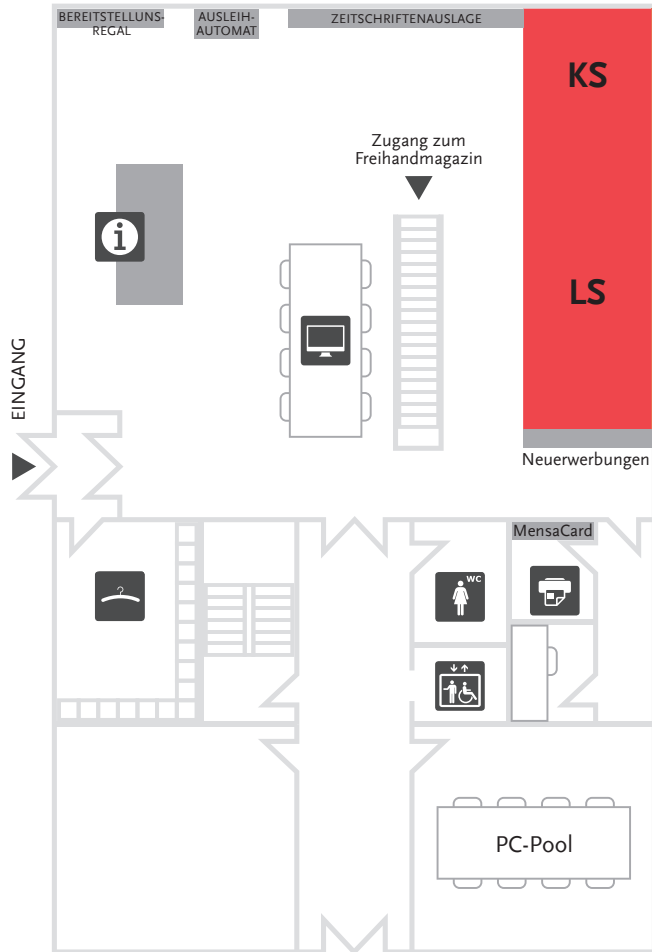 BEREITSTELLUNS-
REGAL
AUSLEIH-
AUTOMAT
ZEITSCHRIFTENAUSLAGE
KS
Zugang zum
Freihandmagazin
i
LS
EINGANG
Neuerwerbungen
MensaCard
WC
PC-Pool